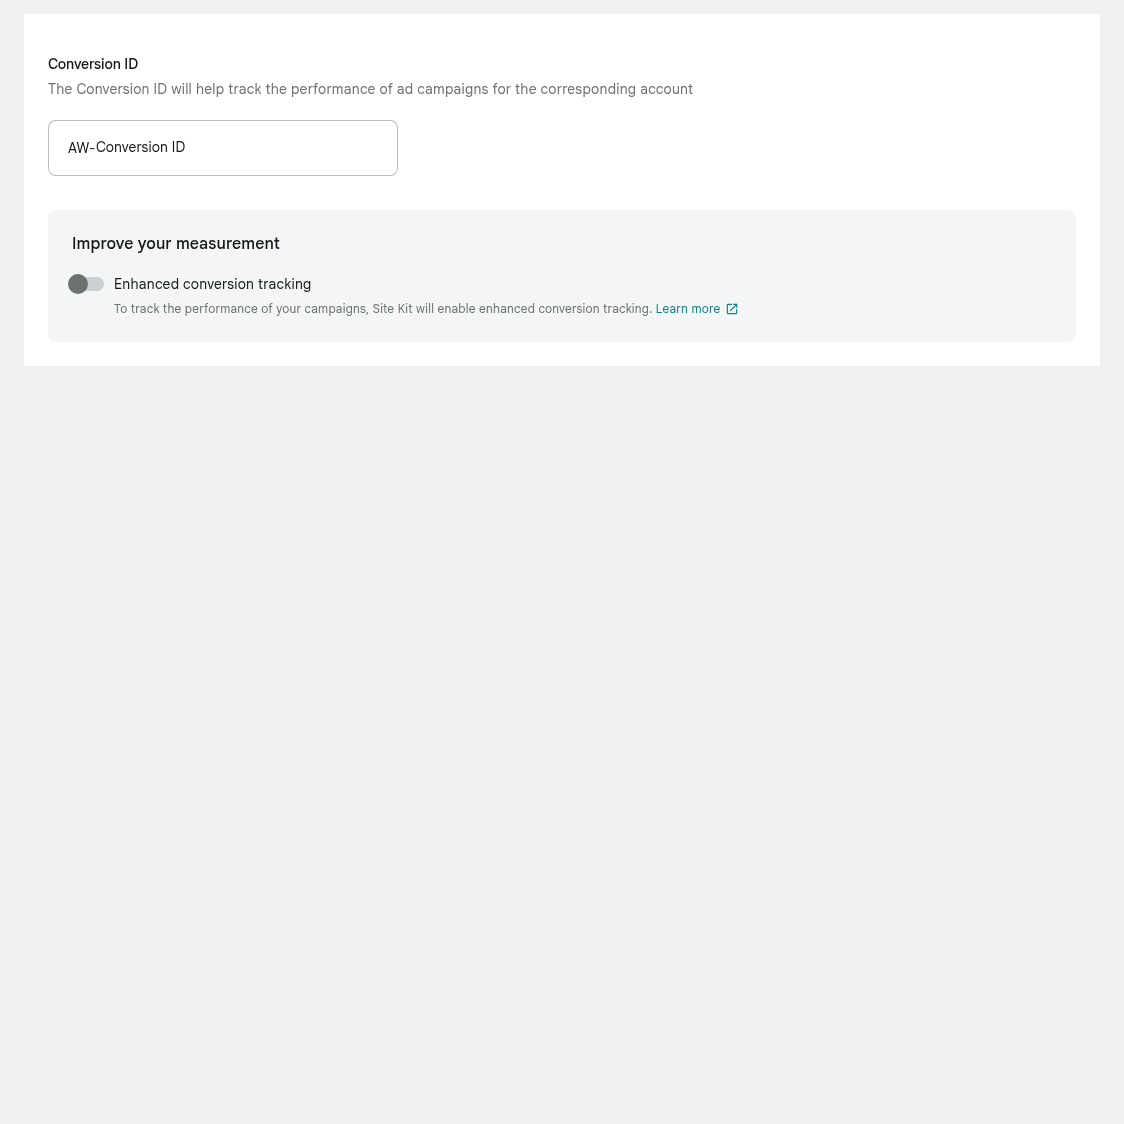 Conversion ID
The Conversion ID will help track the performance of ad campaigns for the corresponding account
AW-Conversion ID
Improve your measurement
Enhanced conversion tracking
To track the performance of your campaigns, Site Kit will enable enhanced conversion tracking. Learn more